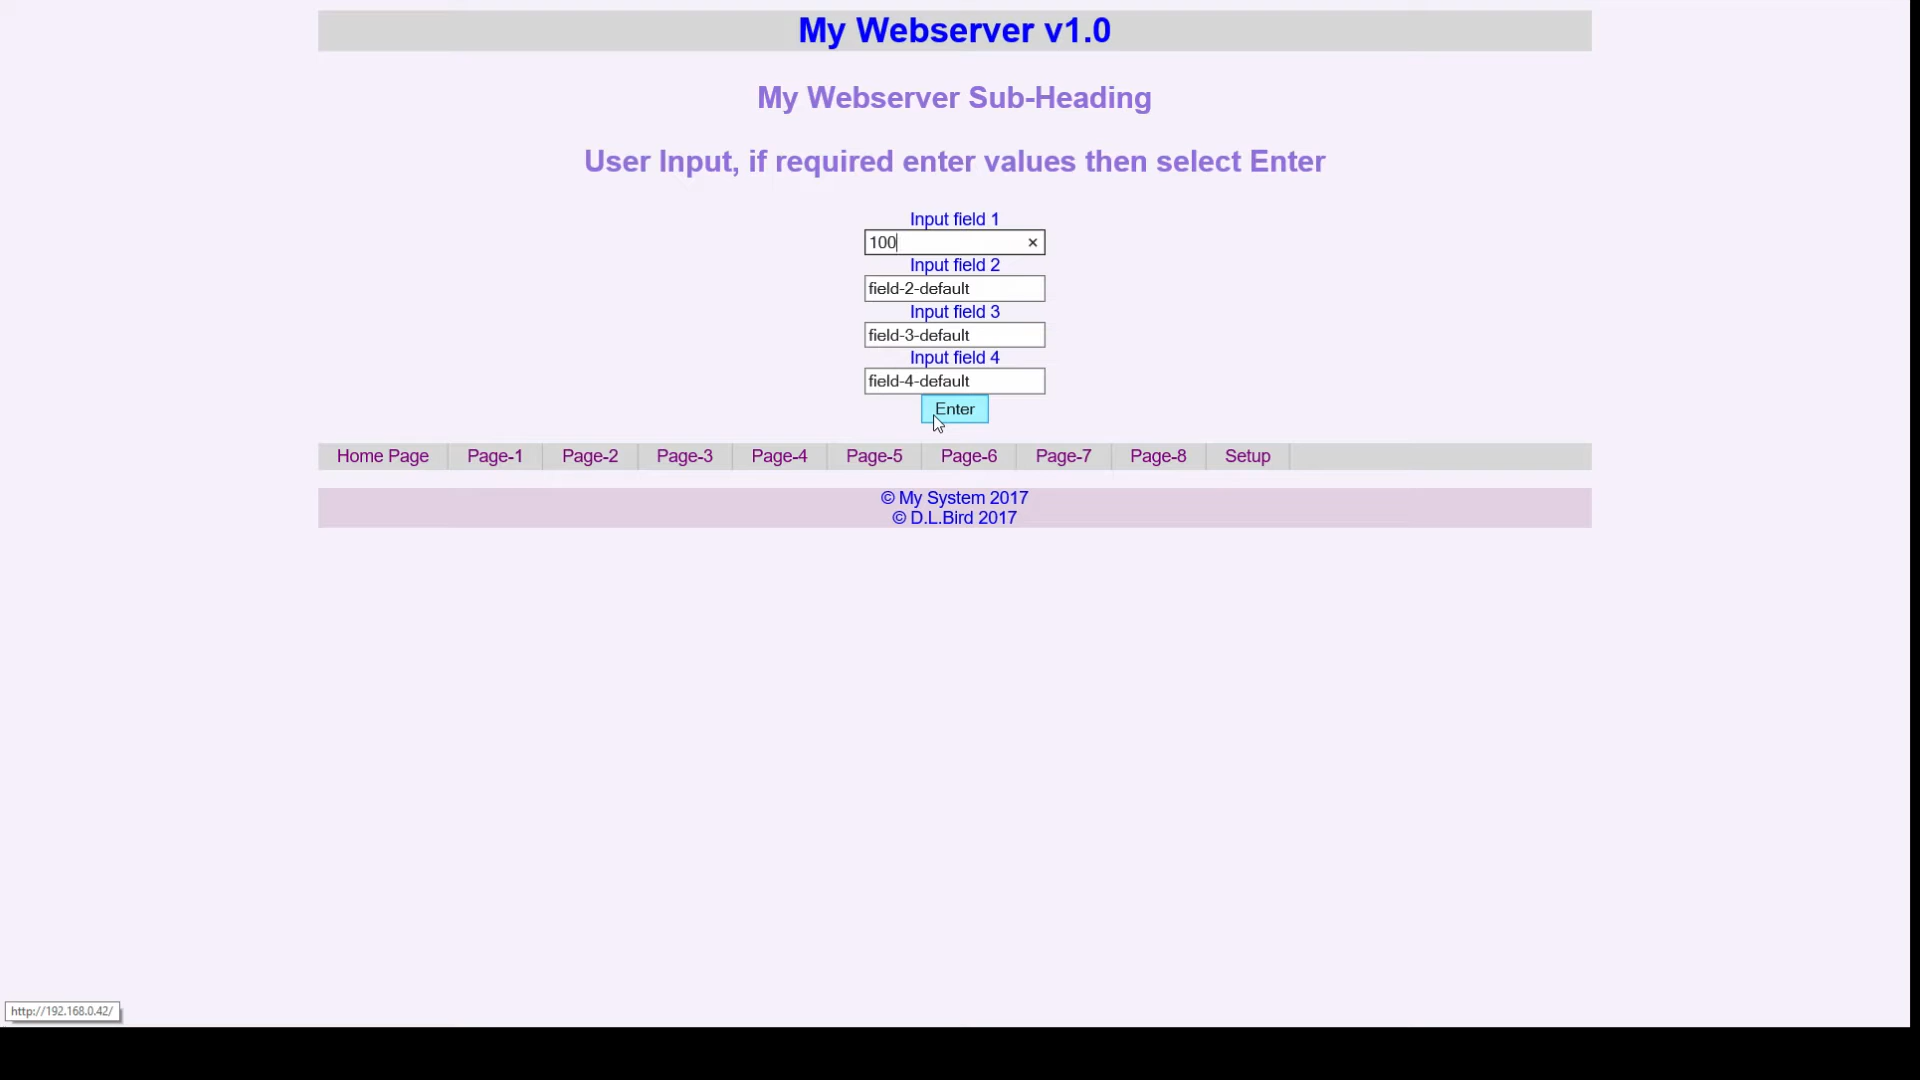 My Webserver v1.0
My Webserver Sub-Heading
User Input, if required enter values then select Enter
Input field 1
100 ×
Input field 2
field-2-default
Input field 3
field-3-default
Input field 4
field-4-default
Enter
Home Page Page-1 Page-2 Page-3 Page-4 Page-5 Page-6 Page-7 Page-8 Setup
© My System 2017
© D.L.Bird 2017
http://192.168.0.42/